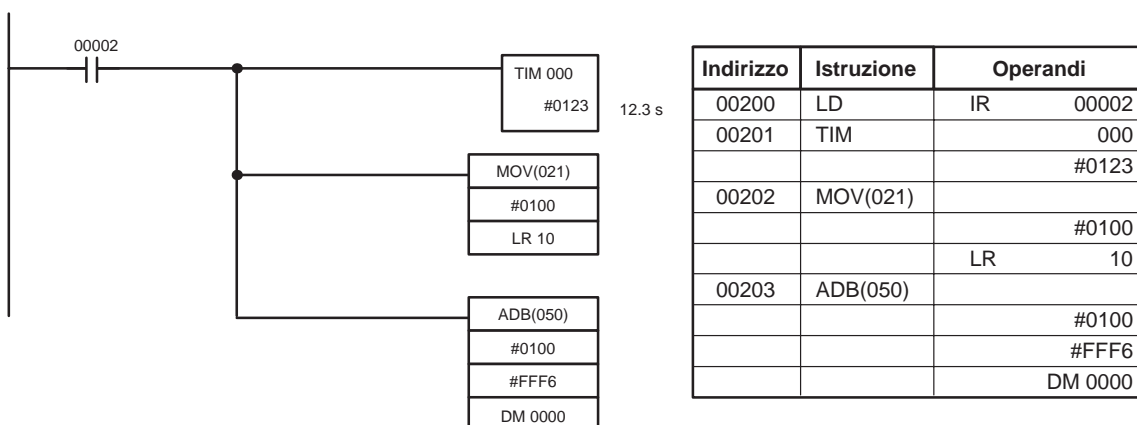 00002
TIM 000
#0123
12.3 s
MOV(021)
#0100
LR 10
ADB(050)
#0100
#FFF6
DM 0000
Indirizzo Istruzione Operandi
00200 LD IR 00002
00201 TIM 000
#0123
00202 MOV(021)
#0100
LR 10
00203 ADB(050)
#0100
#FFF6
DM 0000